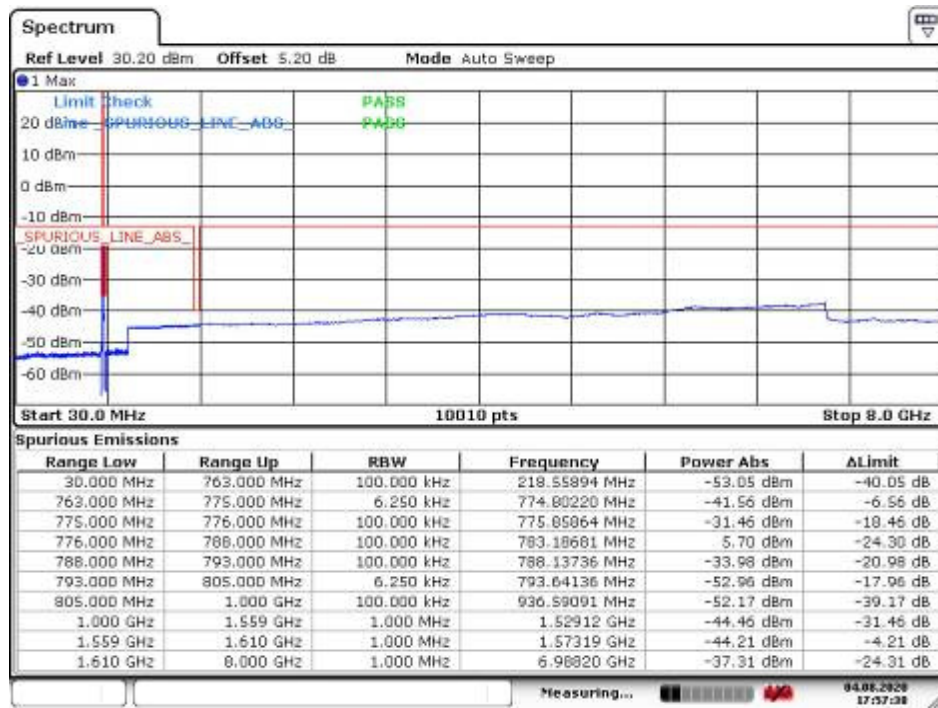 Spectrum
Ref Level 30.20 dBm Offset 5.20 dB Mode Auto Sweep
1 Max
Limit Check PASS
20 dBm Line _SPURIOUS_LINE_ABS_ PASS
10 dBm
0 dBm
-10 dBm
_SPURIOUS_LINE_ABS_
-20 dBm
-30 dBm
-40 dBm
-50 dBm
-60 dBm
Start 30.0 MHz 10010 pts Stop 8.0 GHz
Spurious Emissions
Range Low Range Up RBW Frequency Power Abs ΔLimit
30.000 MHz 763.000 MHz 100.000 kHz 218.55894 MHz -53.05 dBm -40.05 dB
763.000 MHz 775.000 MHz 6.250 kHz 774.80220 MHz -41.56 dBm -6.56 dB
775.000 MHz 776.000 MHz 100.000 kHz 775.85864 MHz -31.46 dBm -18.46 dB
776.000 MHz 788.000 MHz 100.000 kHz 783.18681 MHz 5.70 dBm -24.30 dB
788.000 MHz 793.000 MHz 100.000 kHz 788.13736 MHz -33.98 dBm -20.98 dB
793.000 MHz 805.000 MHz 6.250 kHz 793.64136 MHz -52.96 dBm -17.96 dB
805.000 MHz 1.000 GHz 100.000 kHz 936.59091 MHz -52.17 dBm -39.17 dB
1.000 GHz 1.559 GHz 1.000 MHz 1.52912 GHz -44.46 dBm -31.46 dB
1.559 GHz 1.610 GHz 1.000 MHz 1.57319 GHz -44.21 dBm -4.21 dB
1.610 GHz 8.000 GHz 1.000 MHz 6.98820 GHz -37.31 dBm -24.31 dB
Measuring... 04.08.2020
17:57:30